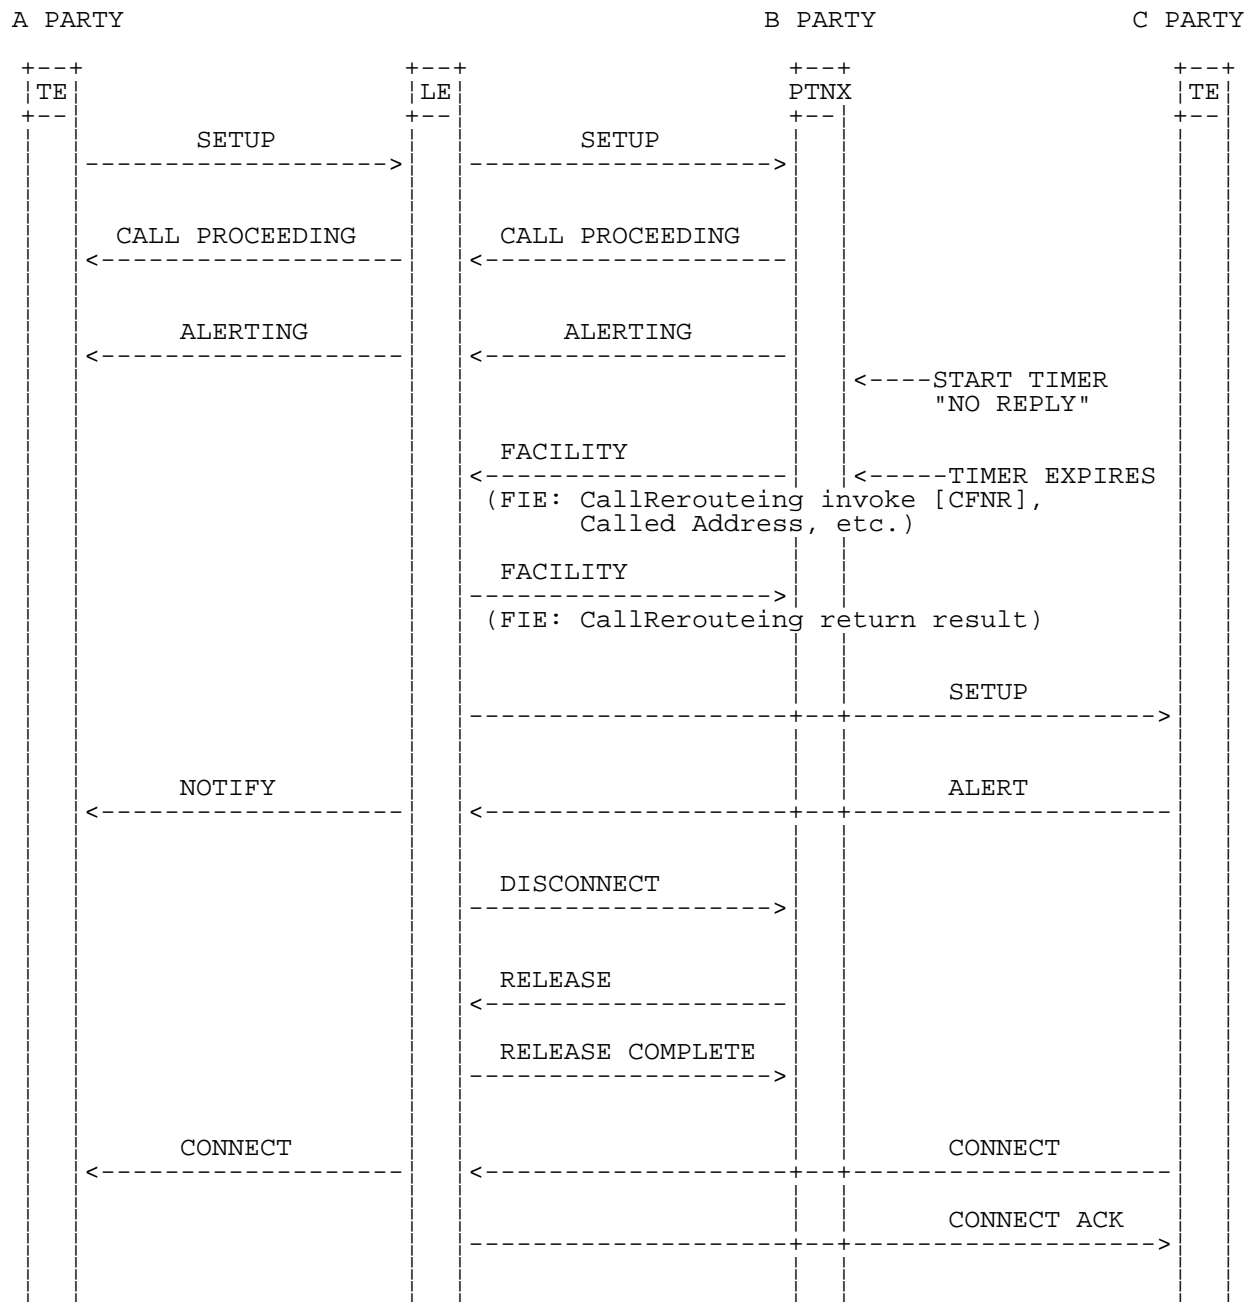 A PARTY B PARTY C PARTY
TE LE PTNX TE
SETUP SETUP
CALL PROCEEDING CALL PROCEEDING
ALERTING ALERTING
START TIMER
"NO REPLY"
FACILITY
TIMER EXPIRES
(FIE: CallRerouteing invoke [CFNR],
Called Address, etc.)
FACILITY
(FIE: CallRerouteing return result)
SETUP
NOTIFY ALERT
DISCONNECT
RELEASE
RELEASE COMPLETE
CONNECT CONNECT
CONNECT ACK